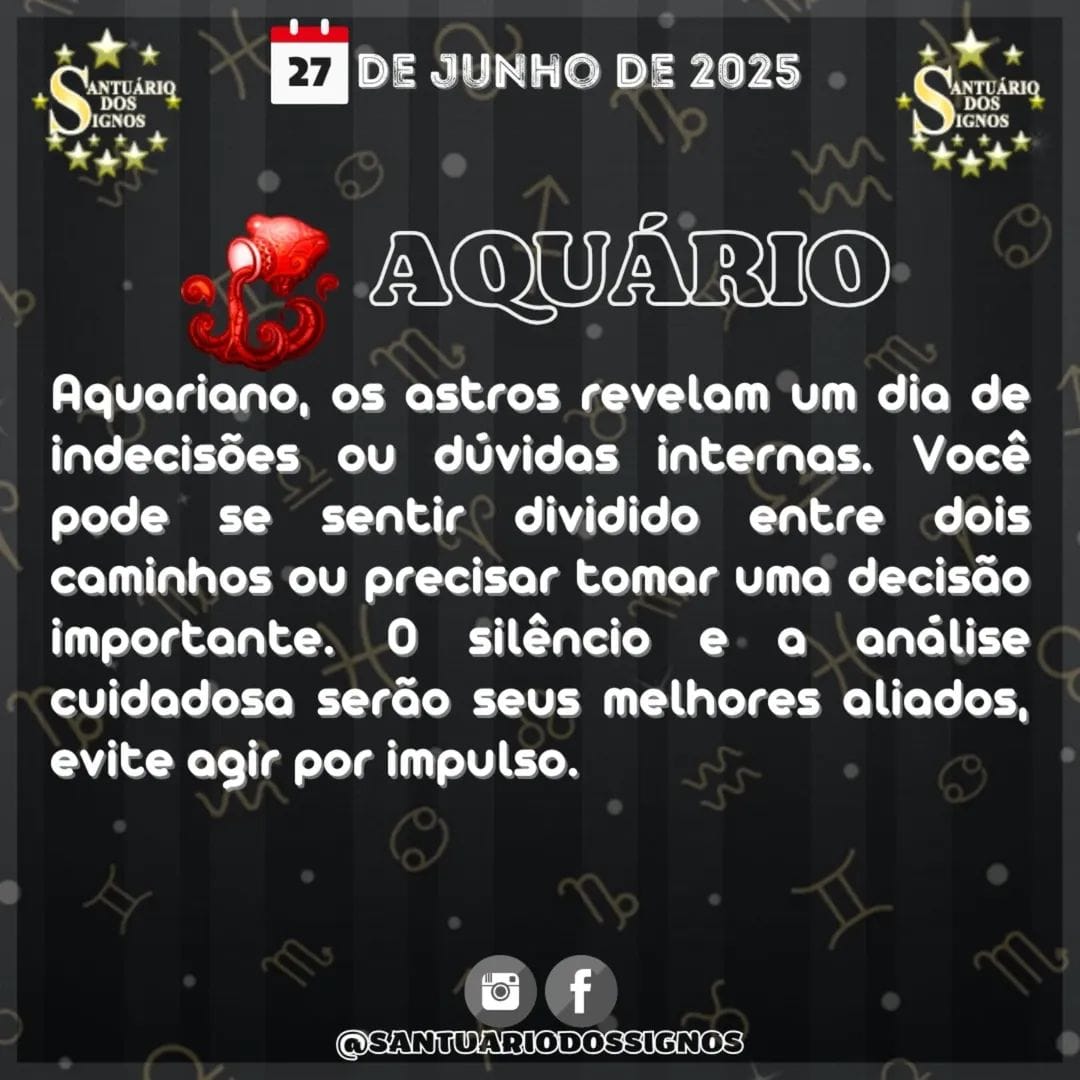 SANTUÁRIO
DOS
SIGNOS
27 DE JUNHO DE 2025
SANTUÁRIO
DOS
SIGNOS
AQUÁRIO
Aquariano, os astros revelam um dia de
indecisões ou dúvidas internas. Você
pode se sentir dividido entre dois
caminhos ou precisar tomar uma decisão
importante. O silêncio e a análise
cuidadosa serão seus melhores aliados,
evite agir por impulso.
@SANTUARIODOSSIGNOS